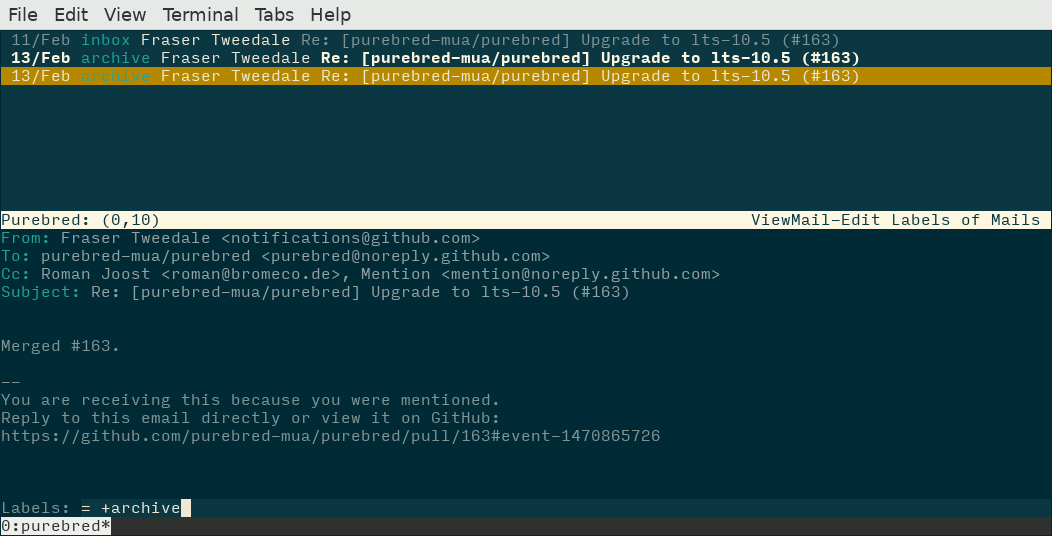 File Edit View Terminal Tabs Help
11/Feb inbox Fraser Tweedale Re: [purebred-mua/purebred] Upgrade to lts-10.5 (#163)
13/Feb archive Fraser Tweedale Re: [purebred-mua/purebred] Upgrade to lts-10.5 (#163)
13/Feb archive Fraser Tweedale Re: [purebred-mua/purebred] Upgrade to lts-10.5 (#163)
Purebred: (0,10) ViewMail-Edit Labels of Mails
From: Fraser Tweedale <notifications@github.com>
To: purebred-mua/purebred <purebred@noreply.github.com>
Cc: Roman Joost <roman@bromeco.de>, Mention <mention@noreply.github.com>
Subject: Re: [purebred-mua/purebred] Upgrade to lts-10.5 (#163)
Merged #163.
--
You are receiving this because you were mentioned.
Reply to this email directly or view it on GitHub:
https://github.com/purebred-mua/purebred/pull/163#event-1470865726
Labels: = +archive
0:purebred*